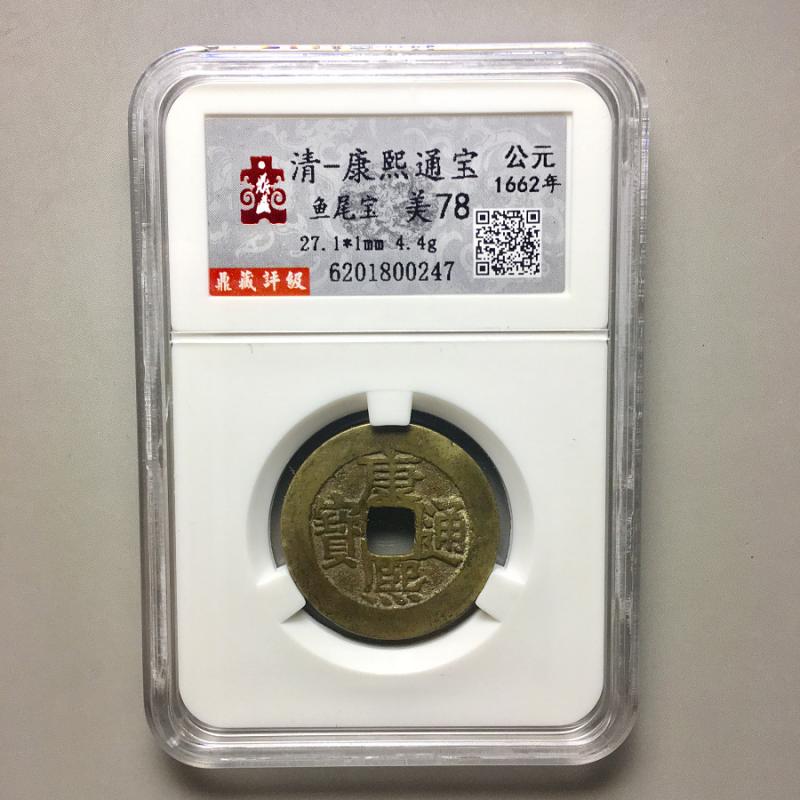 清-康熙通宝
公元
1662年
鱼尾宝 美78
27.1*1mm 4.4g
鼎藏評級
6201800247
康熙通寶